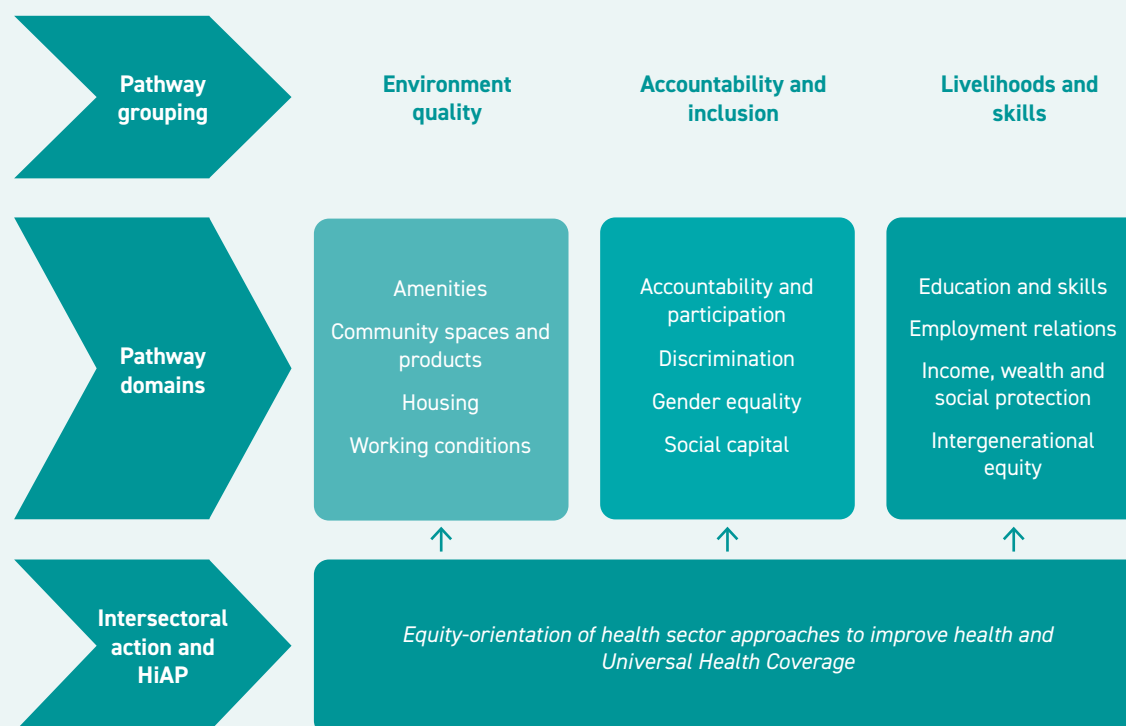 Pathway
grouping
Environment
quality
Accountability and
inclusion
Livelihoods and
skills
Pathway
domains
Amenities
Community spaces and
products
Housing
Working conditions
Accountability and
participation
Discrimination
Gender equality
Social capital
Education and skills
Employment relations
Income, wealth and
social protection
Intergenerational
equity
Intersectoral
action and
HiAP
Equity-orientation of health sector approaches to improve health and
Universal Health Coverage